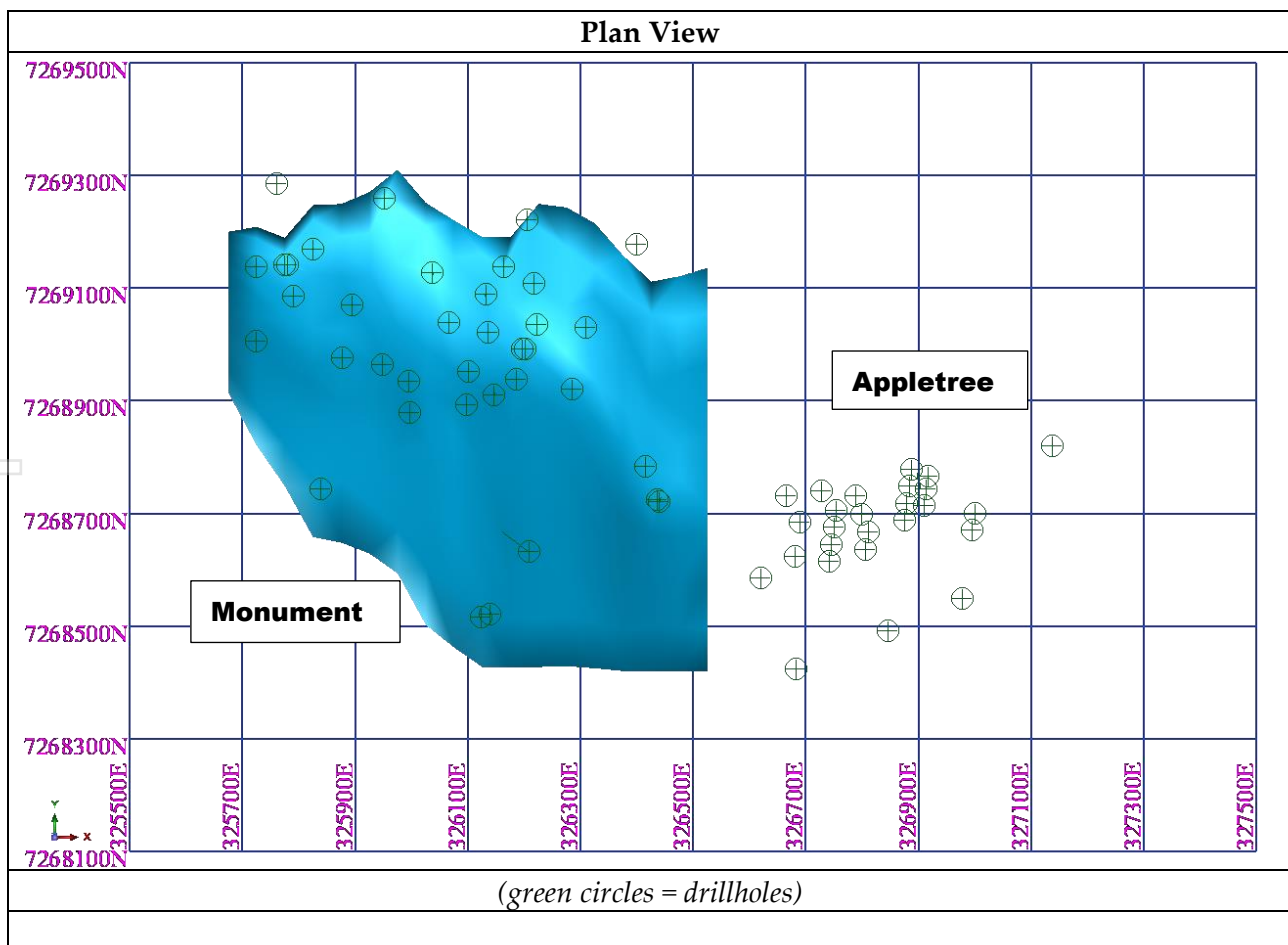 Plan View
7269500N
7269300N
7269100N
7268900N
7268700N
7268500N
7268300N
7268100N
Appletree
Monument
325500E
325700E
325900E
326100E
326300E
326500E
326700E
326900E
327100E
327300E
327500E
Y
X
(green circles = drillholes)